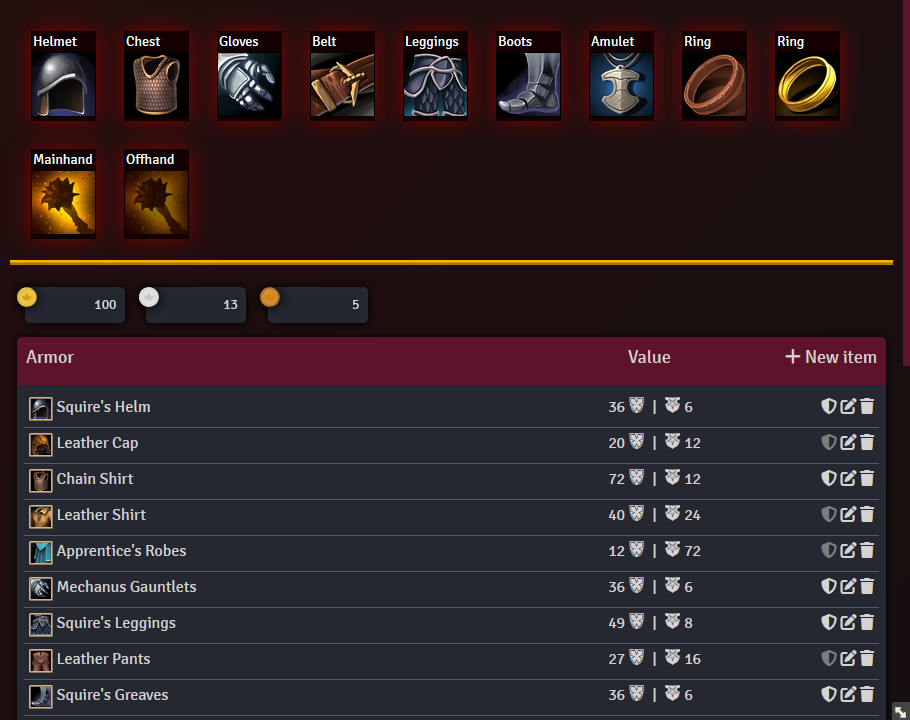 Helmet Chest Gloves Belt Leggings Boots Amulet Ring Ring
Mainhand Offhand
100 13 5
Armor Value + New item
Squire's Helm 36 | 6
Leather Cap 20 | 12
Chain Shirt 72 | 12
Leather Shirt 40 | 24
Apprentice's Robes 12 | 72
Mechanus Gauntlets 36 | 6
Squire's Leggings 49 | 8
Leather Pants 27 | 16
Squire's Greaves 36 | 6